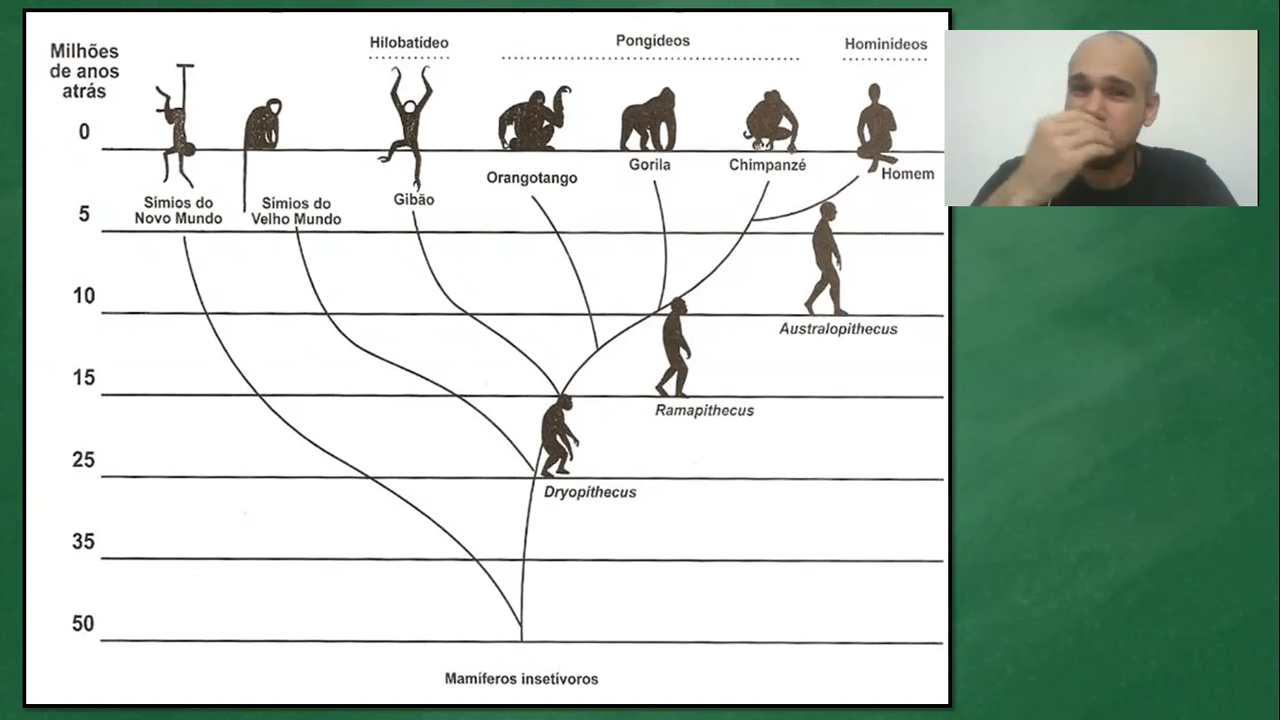 Milhões
de anos
atrás
Hilobatídeo
Pongídeos
Hominídeos
0
Símios do
Novo Mundo
Símios do
Velho Mundo
Gibão
Orangotango
Gorila
Chimpanzé
Homem
5
10
Australopithecus
15
Ramapithecus
25
Dryopithecus
35
50
Mamíferos insetívoros